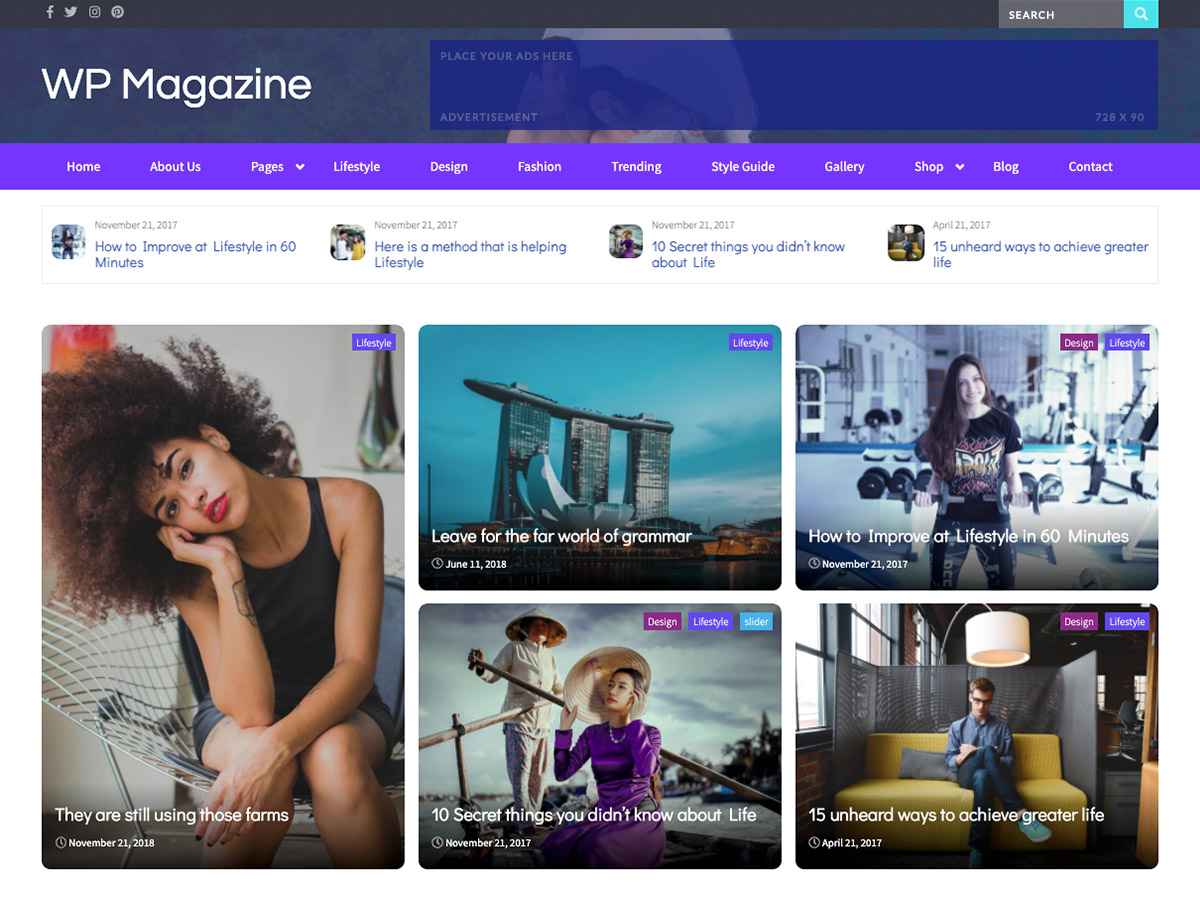 SEARCH
WP Magazine
PLACE YOUR ADS HERE
ADVERTISEMENT
728 X 90
Home About Us Pages Lifestyle Design Fashion Trending Style Guide Gallery Shop Blog Contact
November 21, 2017
How to Improve at Lifestyle in 60
Minutes
November 21, 2017
Here is a method that is helping
Lifestyle
November 21, 2017
10 Secret things you didn't know
about Life
April 21, 2017
15 unheard ways to achieve greater
life
Lifestyle
They are still using those farms
November 21, 2018
Lifestyle
Leave for the far world of grammar
June 11, 2018
Design Lifestyle
How to Improve at Lifestyle in 60 Minutes
November 21, 2017
Design Lifestyle slider
10 Secret things you didn't know about Life
November 21, 2017
Design Lifestyle
15 unheard ways to achieve greater life
April 21, 2017